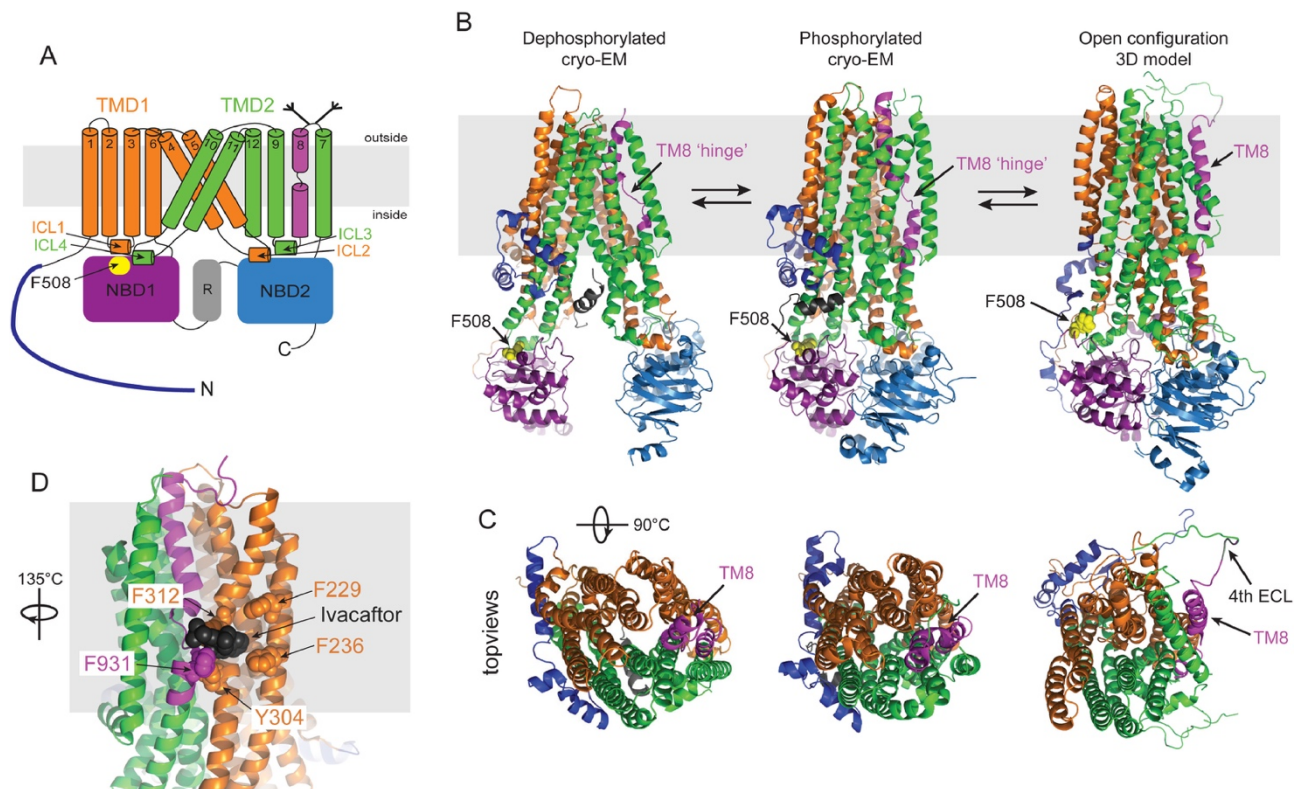 A
TMD1
TMD2
1
2
3
6
4
5
10
11
12
9
8
7
outside
inside
ICL1
ICL4
ICL3
ICL2
F508
NBD1
R
NBD2
C
N
B
Dephosphorylated
cryo-EM
Phosphorylated
cryo-EM
Open configuration
3D model
TM8 'hinge'
TM8 'hinge'
TM8
F508
F508
F508
D
135°C
F312
F229
Ivacaftor
F931
F236
Y304
C
90°C
topviews
TM8
TM8
4th ECL
TM8